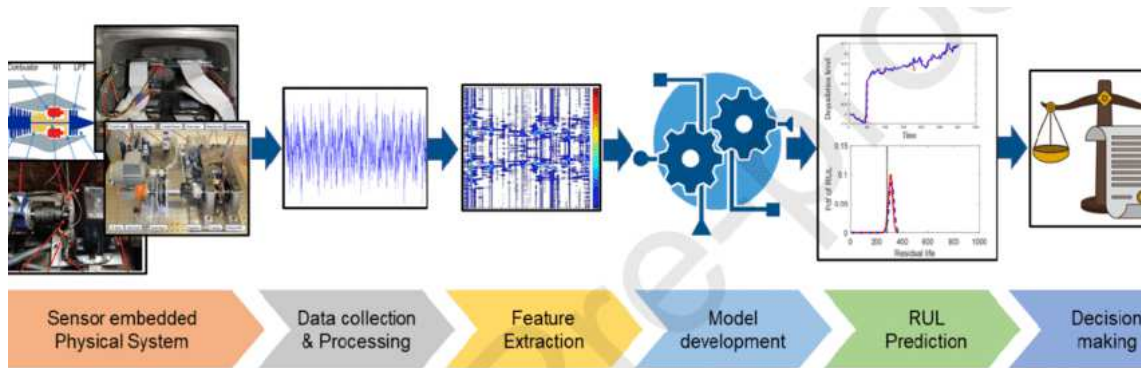 Combustor N1 LPT
Degradation level
Time
Pdf of RUL
0.15
0.1
0.05
0
0 200 400 600 800 1000
Residual life
Pre-proo
Sensor embedded
Physical System
Data collection
& Processing
Feature
Extraction
Model
development
RUL
Prediction
Decision
making